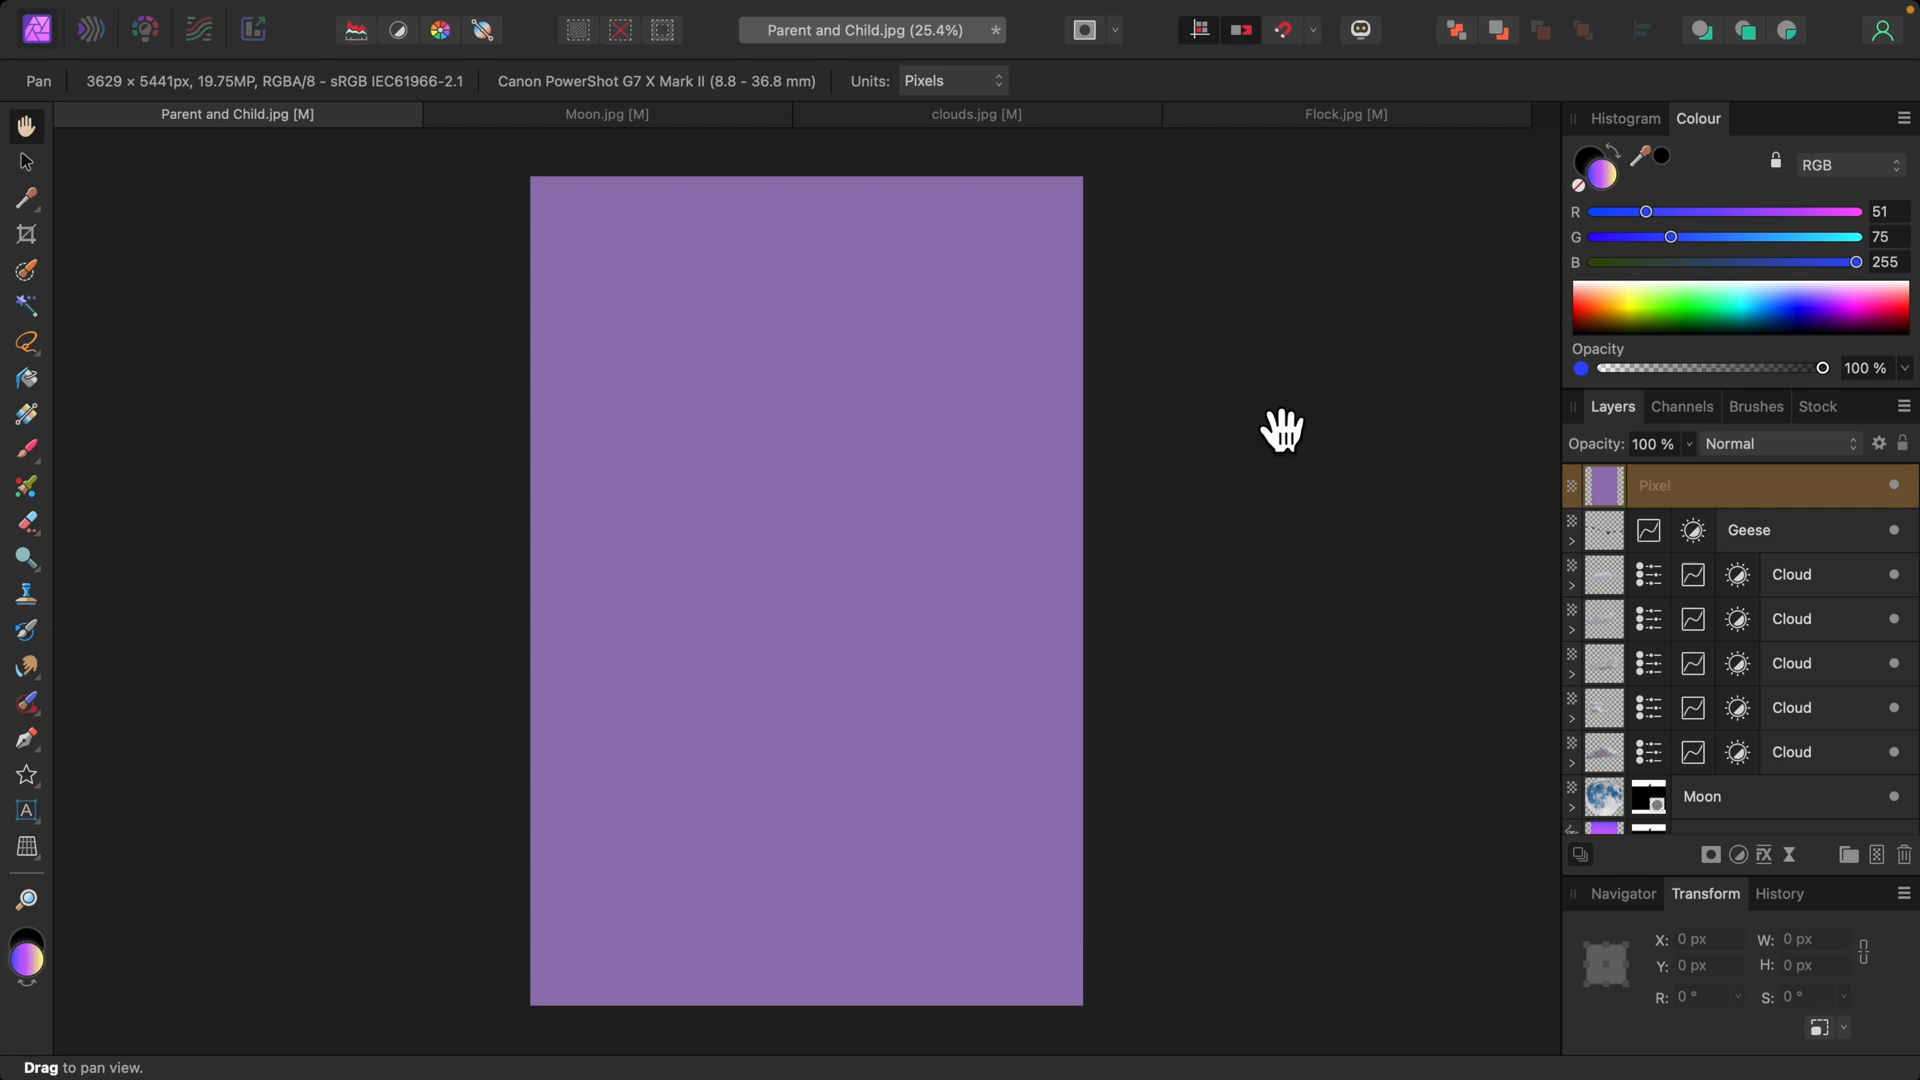 Parent and Child.jpg (25.4%) *
Pan 3629 × 5441px, 19.75MP, RGBA/8 - sRGB IEC61966-2.1 Canon PowerShot G7 X Mark II (8.8 - 36.8 mm) Units: Pixels
Parent and Child.jpg [M] Moon.jpg [M] clouds.jpg [M] Flock.jpg [M]
Histogram Colour
RGB
R 51
G 75
B 255
Opacity
100 %
Layers Channels Brushes Stock
Opacity: 100 % Normal
Pixel
Geese
Cloud
Cloud
Cloud
Cloud
Cloud
Moon
Navigator Transform History
X: 0 px W: 0 px
Y: 0 px H: 0 px
R: 0 ° S: 0 °
Drag to pan view.